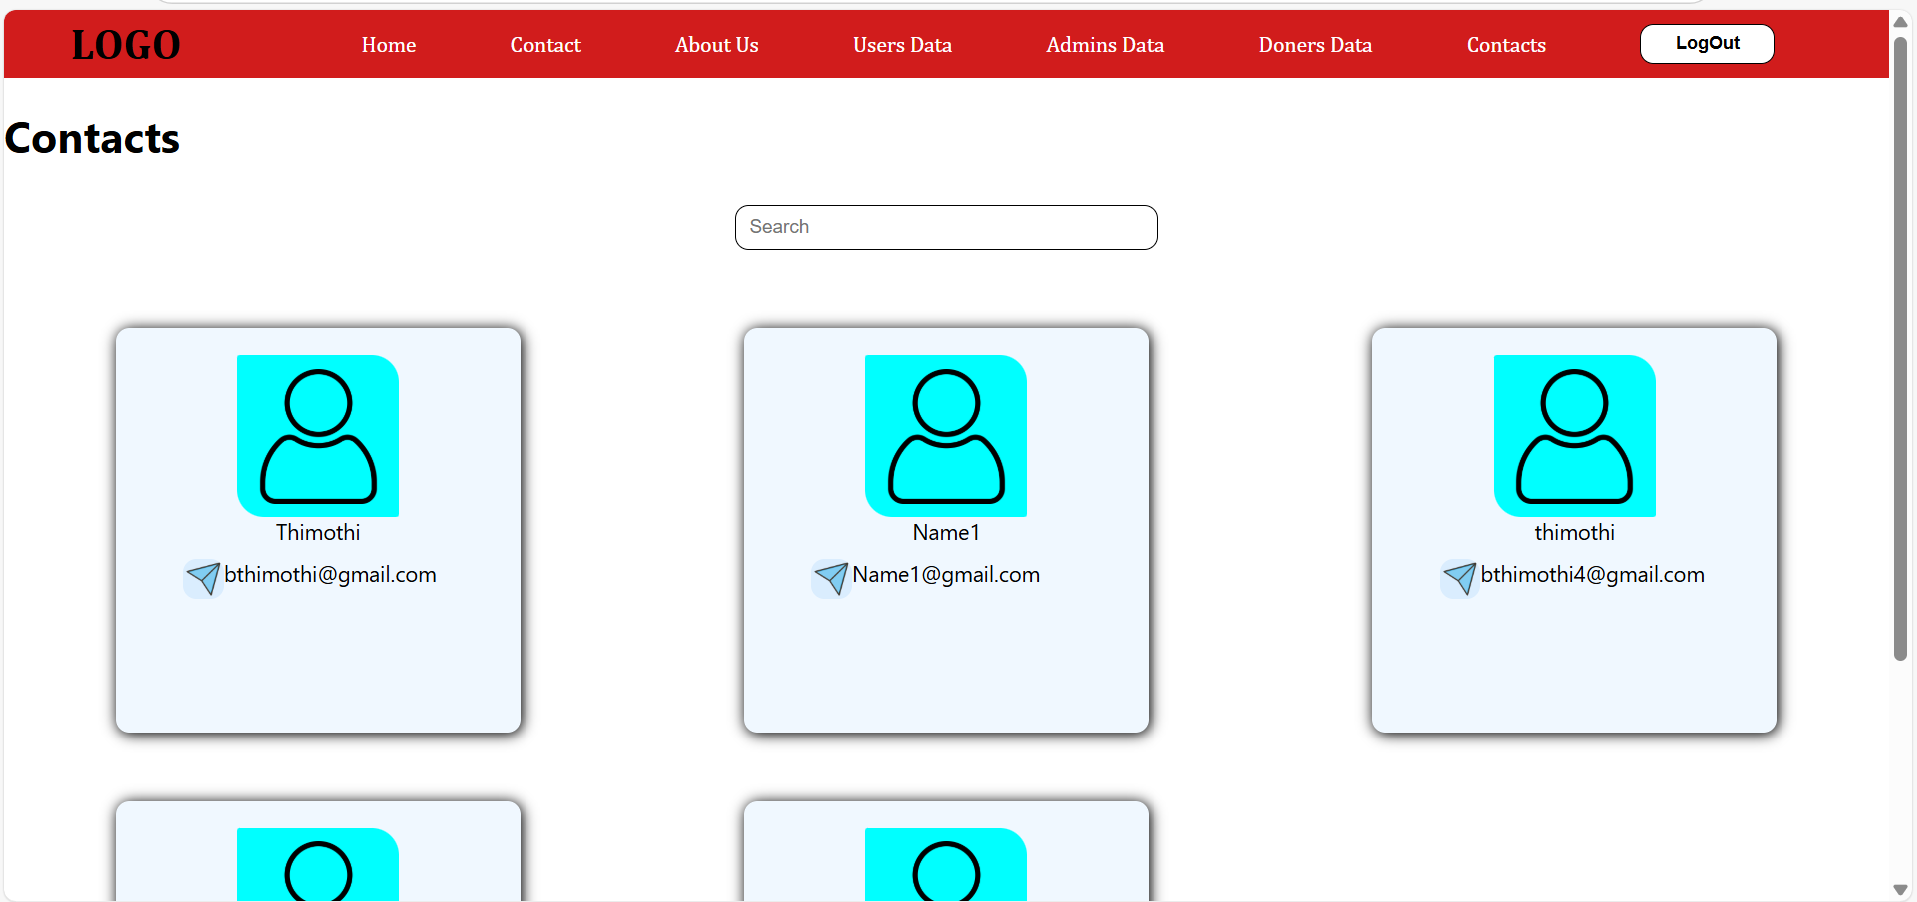 LOGO Home Contact About Us Users Data Admins Data Doners Data Contacts LogOut
Contacts
Search
Thimothi
bthimothi@gmail.com
Name1
Name1@gmail.com
thimothi
bthimothi4@gmail.com